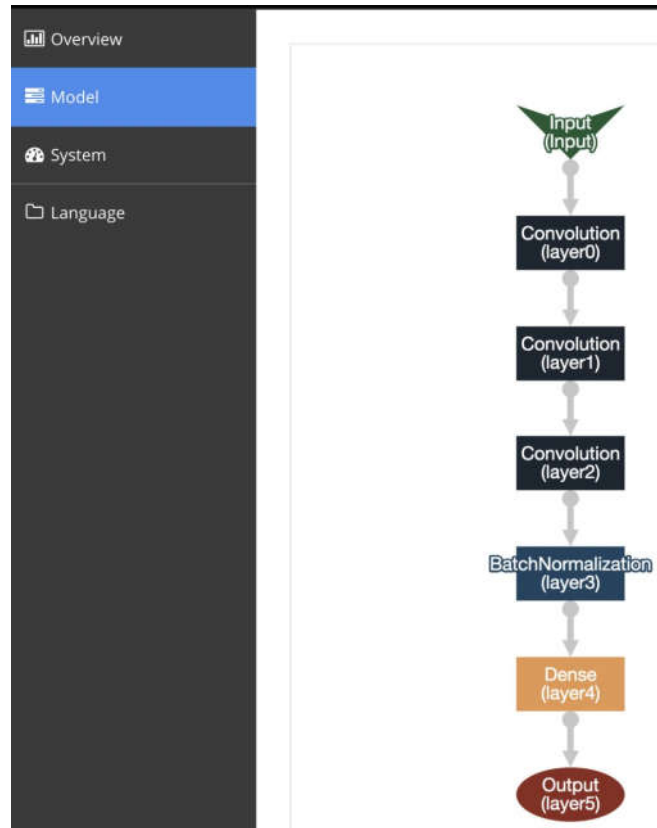 Overview
Model
System
Language
Input
(Input)
Convolution
(layer0)
Convolution
(layer1)
Convolution
(layer2)
BatchNormalization
(layer3)
Dense
(layer4)
Output
(layer5)